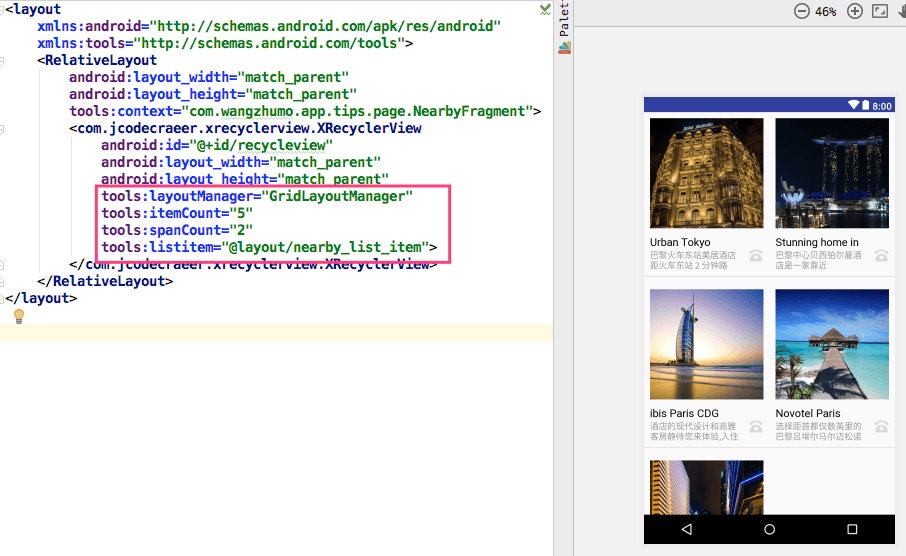 <layout
xmlns:android="http://schemas.android.com/apk/res/android"
xmlns:tools="http://schemas.android.com/tools">
<RelativeLayout
android:layout_width="match_parent"
android:layout_height="match_parent"
tools:context="com.wangzhumo.app.tips.page.NearbyFragment">
<com.jcodecraeer.xrecyclerview.XRecyclerView
android:id="@+id/recycleview"
android:layout_width="match_parent"
android:layout_height="match_parent"
tools:layoutManager="GridLayoutManager"
tools:itemCount="5"
tools:spanCount="2"
tools:listitem="@layout/nearby_list_item">
</com.jcodecraeer.xrecyclerview.XRecyclerView>
</RelativeLayout>
</layout>
Palet
46%
8:00
Urban Tokyo
巴黎火车东站美居酒店
距火车东站 2 分钟路
Stunning home in
巴黎中心贝西铂尔曼酒
店是一家靠近
ibis Paris CDG
酒店的现代设计和高雅
客房静待您来体验,入住
Novotel Paris
选择距首都仅数英里的
巴黎吕埃尔马尔迈松诺